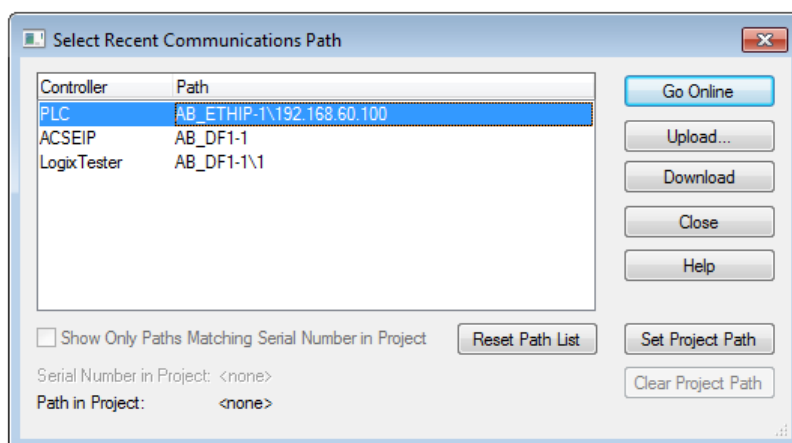 Select Recent Communications Path
Controller Path
PLC AB_ETHIP-1\192.168.60.100
ACSEIP AB_DF1-1
LogixTester AB_DF1-1\1
Go Online
Upload...
Download
Close
Help
Show Only Paths Matching Serial Number in Project
Reset Path List
Set Project Path
Serial Number in Project: <none>
Clear Project Path
Path in Project: <none>